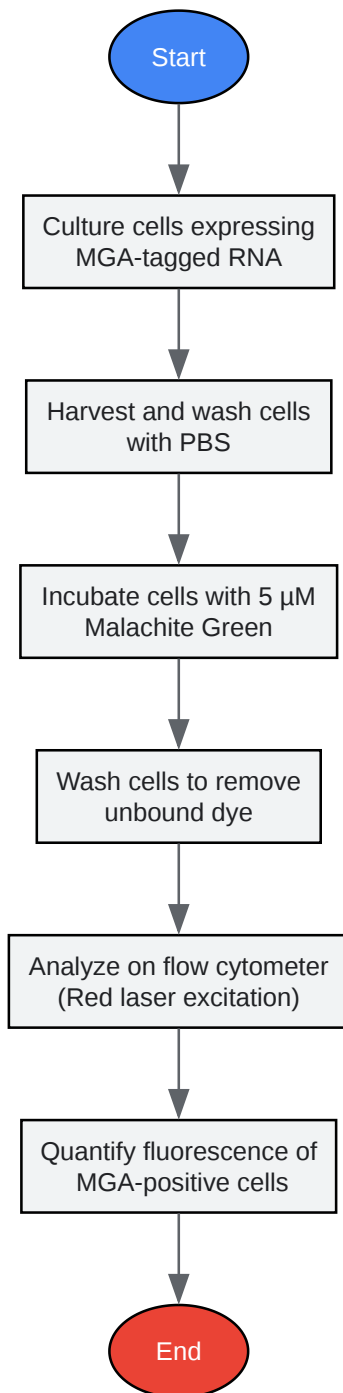 Start
Culture cells expressing
MGA-tagged RNA
Harvest and wash cells
with PBS
Incubate cells with 5 µM
Malachite Green
Wash cells to remove
unbound dye
Analyze on flow cytometer
(Red laser excitation)
Quantify fluorescence of
MGA-positive cells
End